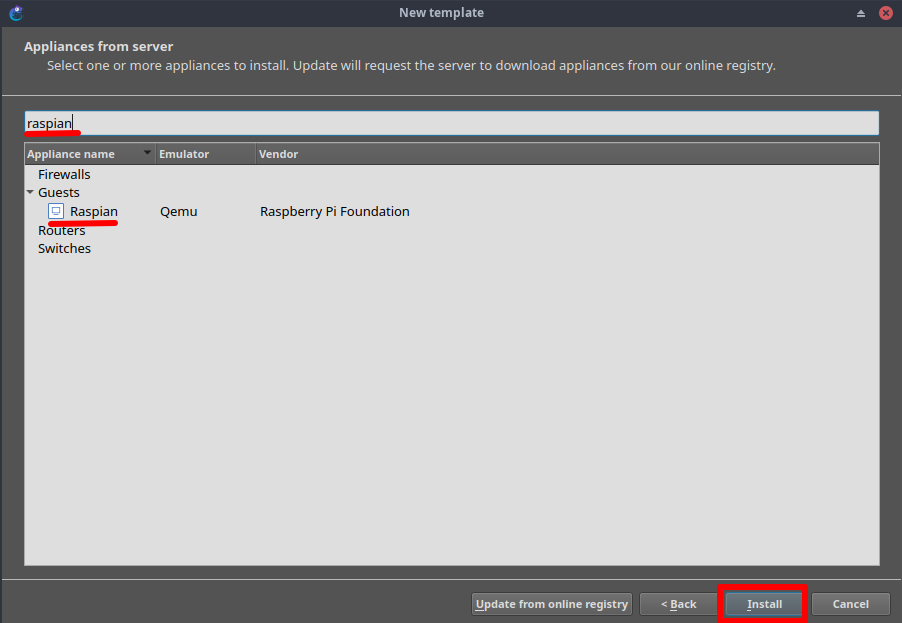 New template
Appliances from server
Select one or more appliances to install. Update will request the server to download appliances from our online registry.
raspian
Appliance name Emulator Vendor
Firewalls
Guests
Raspian Qemu Raspberry Pi Foundation
Routers
Switches
Update from online registry < Back Install Cancel